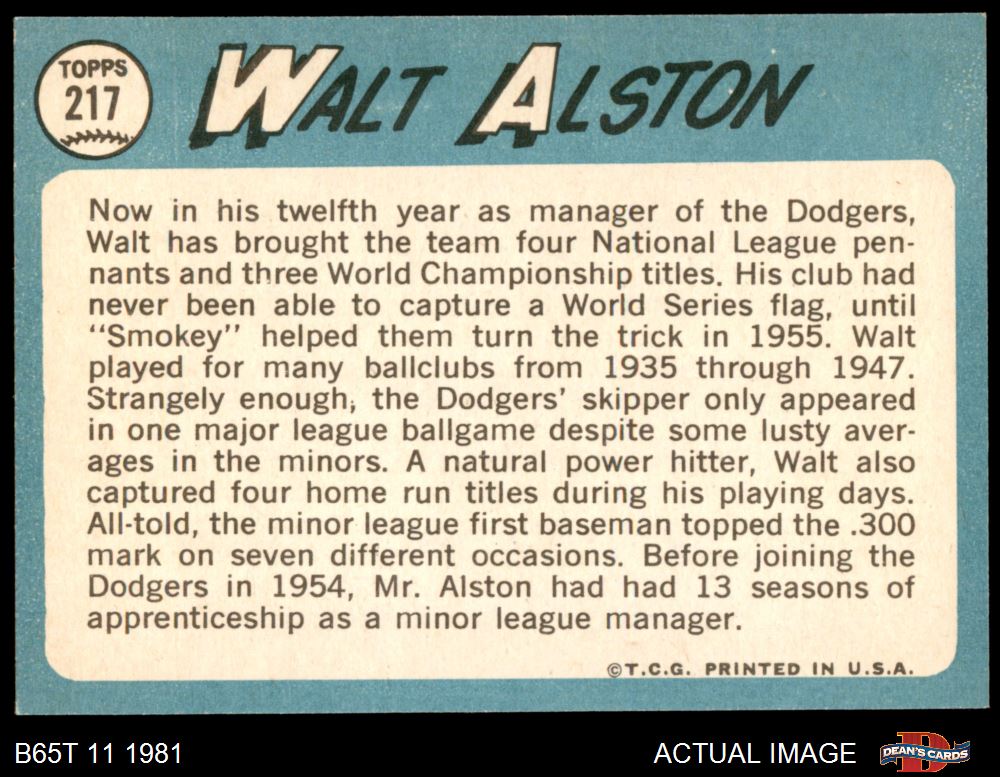 TOPPS
217
WALT ALSTON
Now in his twelfth year as manager of the Dodgers,
Walt has brought the team four National League pen-
nants and three World Championship titles. His club had
never been able to capture a World Series flag, until
“Smokey” helped them turn the trick in 1955. Walt
played for many ballclubs from 1935 through 1947.
Strangely enough, the Dodgers’ skipper only appeared
in one major league ballgame despite some lusty aver-
ages in the minors. A natural power hitter, Walt also
captured four home run titles during his playing days.
All-told, the minor league first baseman topped the .300
mark on seven different occasions. Before joining the
Dodgers in 1954, Mr. Alston had had 13 seasons of
apprenticeship as a minor league manager.
©T.C.G. PRINTED IN U.S.A.
B65T 11 1981
ACTUAL IMAGE
DEAN'S CARDS